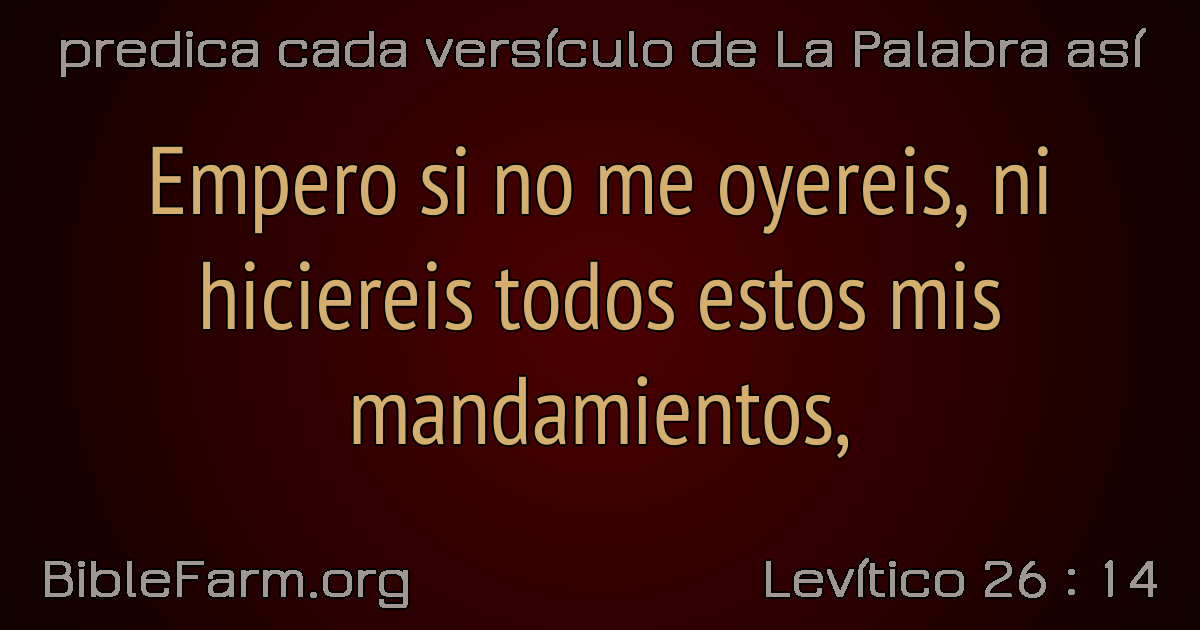 predica cada versículo de La Palabra así
Empero si no me oyereis, ni
hiciereis todos estos mis
mandamientos,
BibleFarm.org
Levítico 26 : 14